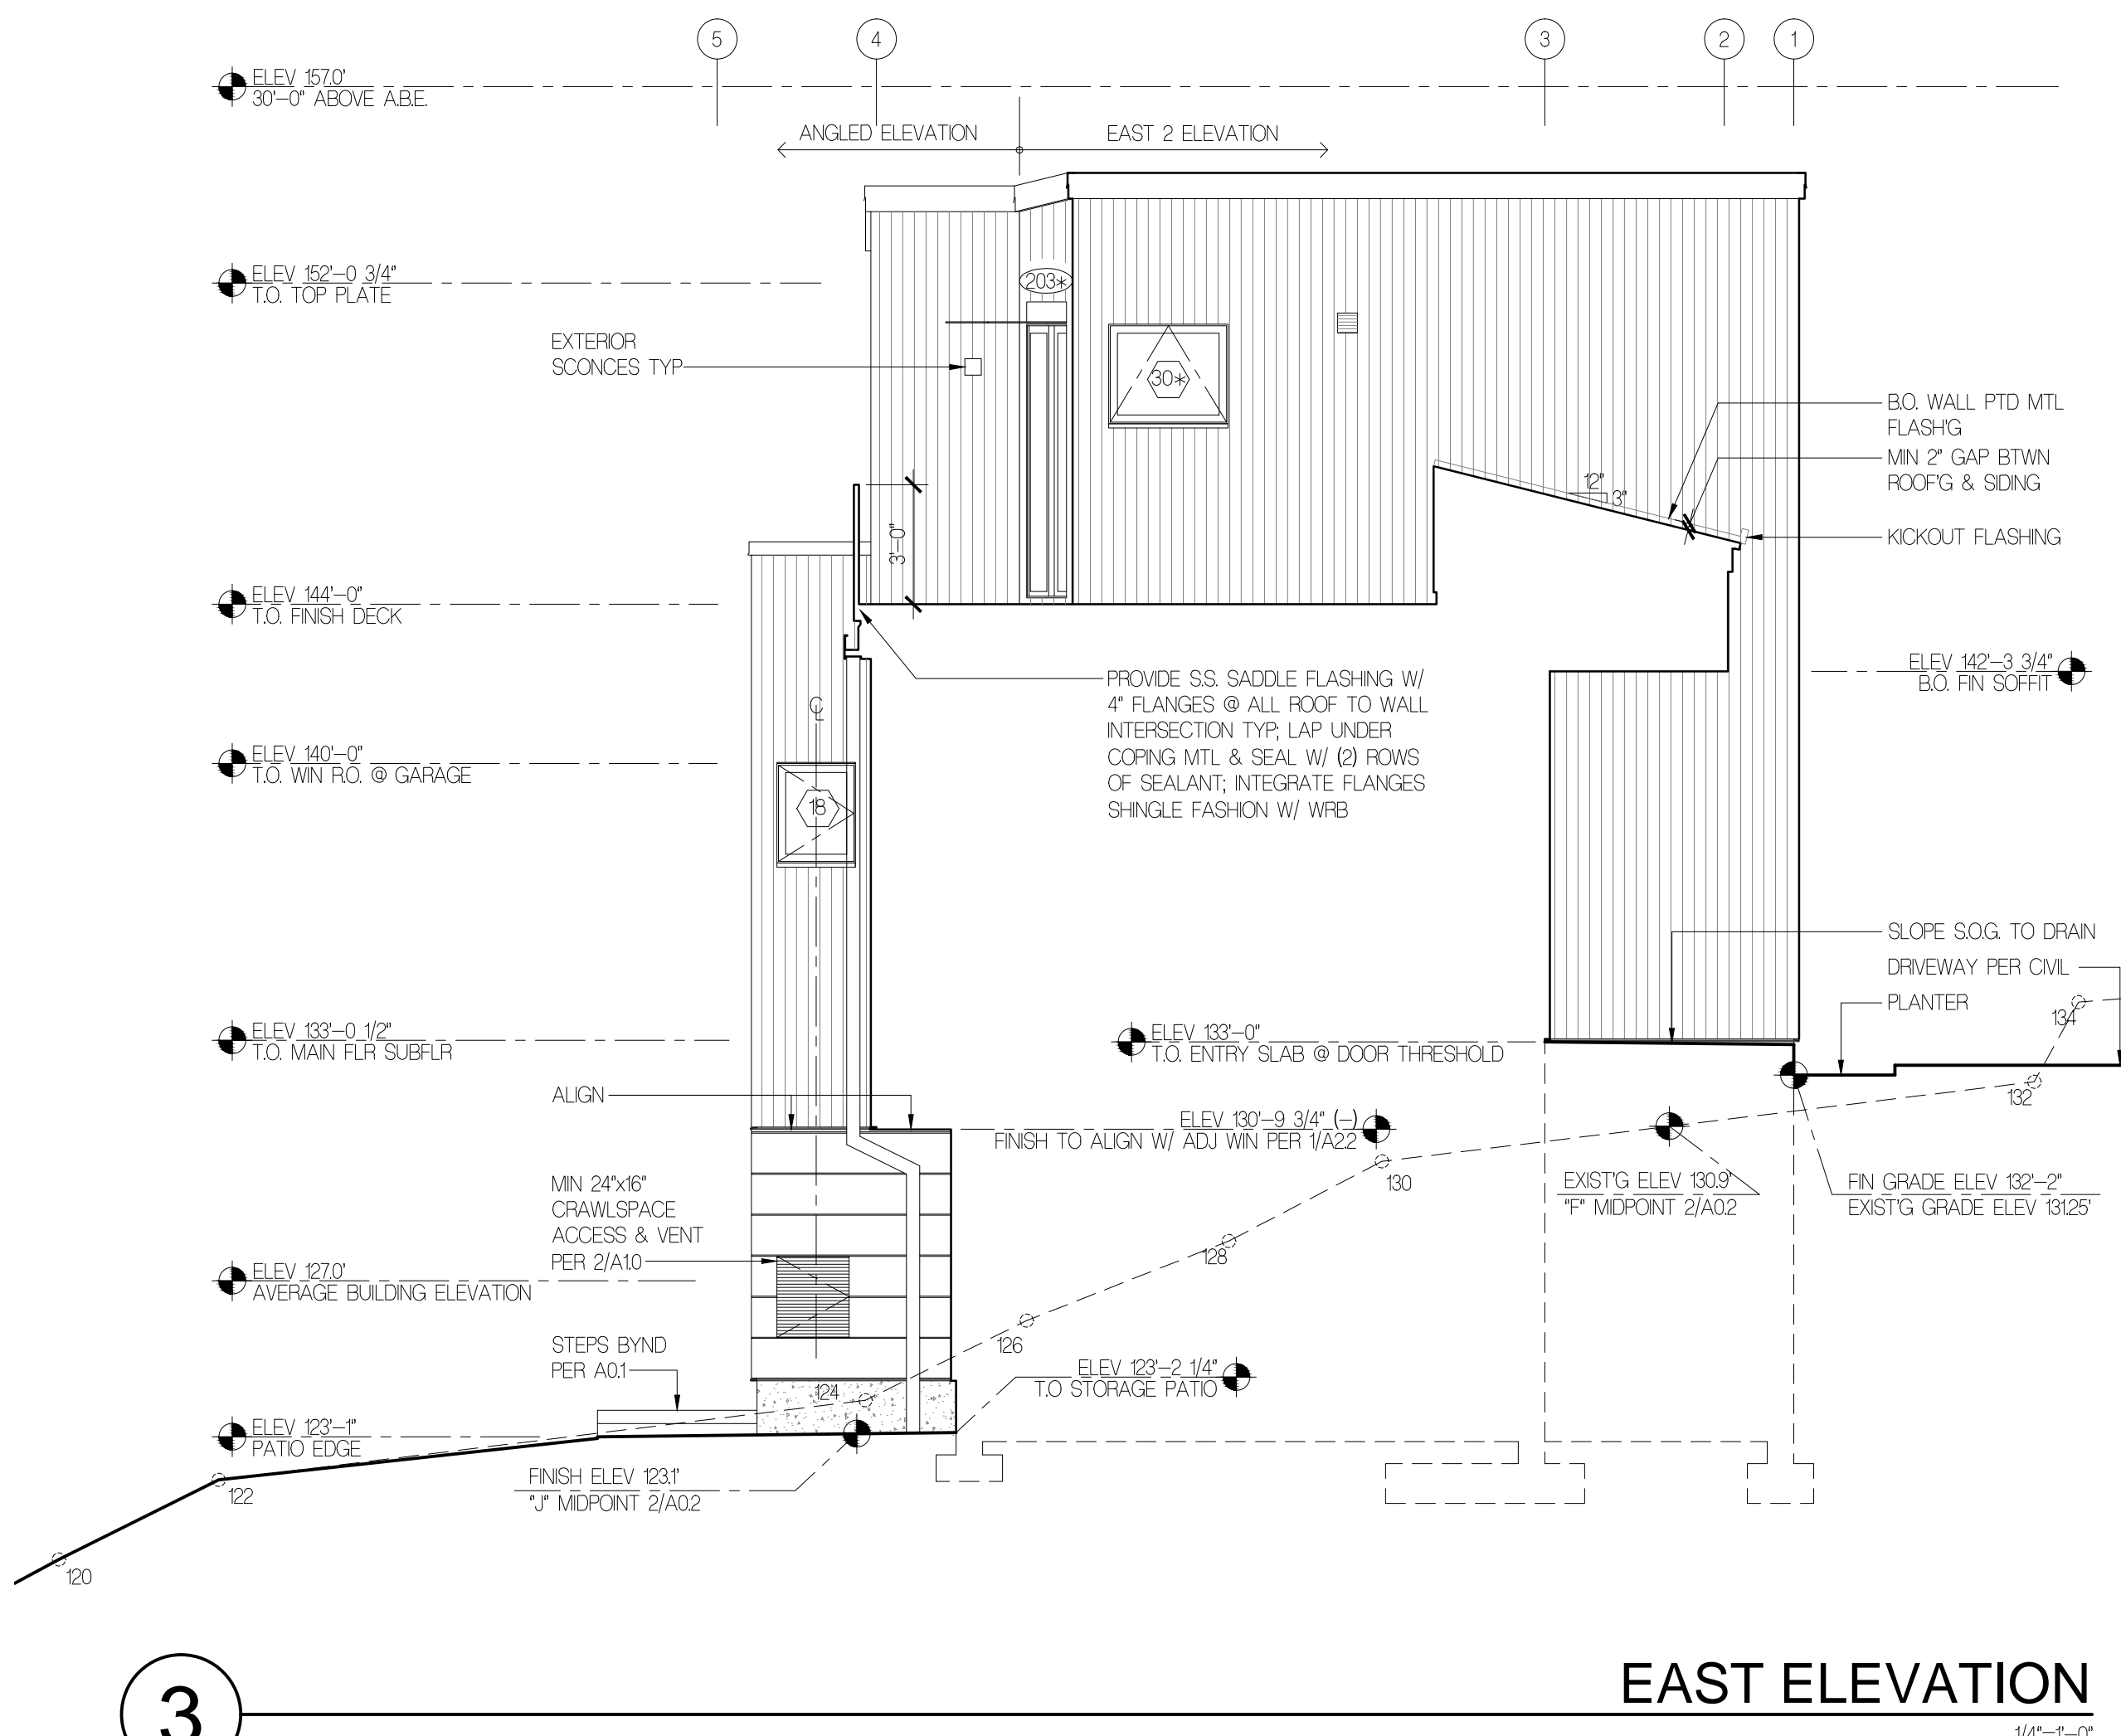 5
4
3
2
1
ELEV 157.0'
30'-0" ABOVE A.B.E.
ANGLED ELEVATION
EAST 2 ELEVATION
ELEV 152'-0 3/4"
T.O. TOP PLATE
203*
EXTERIOR
SCONCES TYP
30*
B.O. WALL PTD MTL
FLASH'G
MIN 2" GAP BTWN
ROOF'G & SIDING
12"
3"
KICKOUT FLASHING
3'-0"
ELEV 144'-0"
T.O. FINISH DECK
ELEV 142'-3 3/4"
B.O. FIN SOFFIT
PROVIDE S.S. SADDLE FLASHING W/
4" FLANGES @ ALL ROOF TO WALL
INTERSECTION TYP; LAP UNDER
COPING MTL & SEAL W/ (2) ROWS
OF SEALANT; INTEGRATE FLANGES
SHINGLE FASHION W/ WRB
CL
ELEV 140'-0"
T.O. WIN R.O. @ GARAGE
18
SLOPE S.O.G. TO DRAIN
DRIVEWAY PER CIVIL
PLANTER
134
ELEV 133'-0 1/2"
T.O. MAIN FLR SUBFLR
ELEV 133'-0"
T.O. ENTRY SLAB @ DOOR THRESHOLD
132
ALIGN
ELEV 130'-9 3/4" (-)
FINISH TO ALIGN W/ ADJ WIN PER 1/A2.2
130
EXIST'G ELEV 130.9'
"F" MIDPOINT 2/A0.2
FIN GRADE ELEV 132'-2"
EXIST'G GRADE ELEV 131.25'
MIN 24"x16"
CRAWLSPACE
ACCESS & VENT
PER 2/A1.0
128
ELEV 127.0'
AVERAGE BUILDING ELEVATION
126
STEPS BYND
PER A0.1
ELEV 123'-2 1/4"
T.O STORAGE PATIO
124
ELEV 123'-1"
PATIO EDGE
FINISH ELEV 123.1'
"J" MIDPOINT 2/A0.2
122
120
3
EAST ELEVATION
1/4"=1'-0"